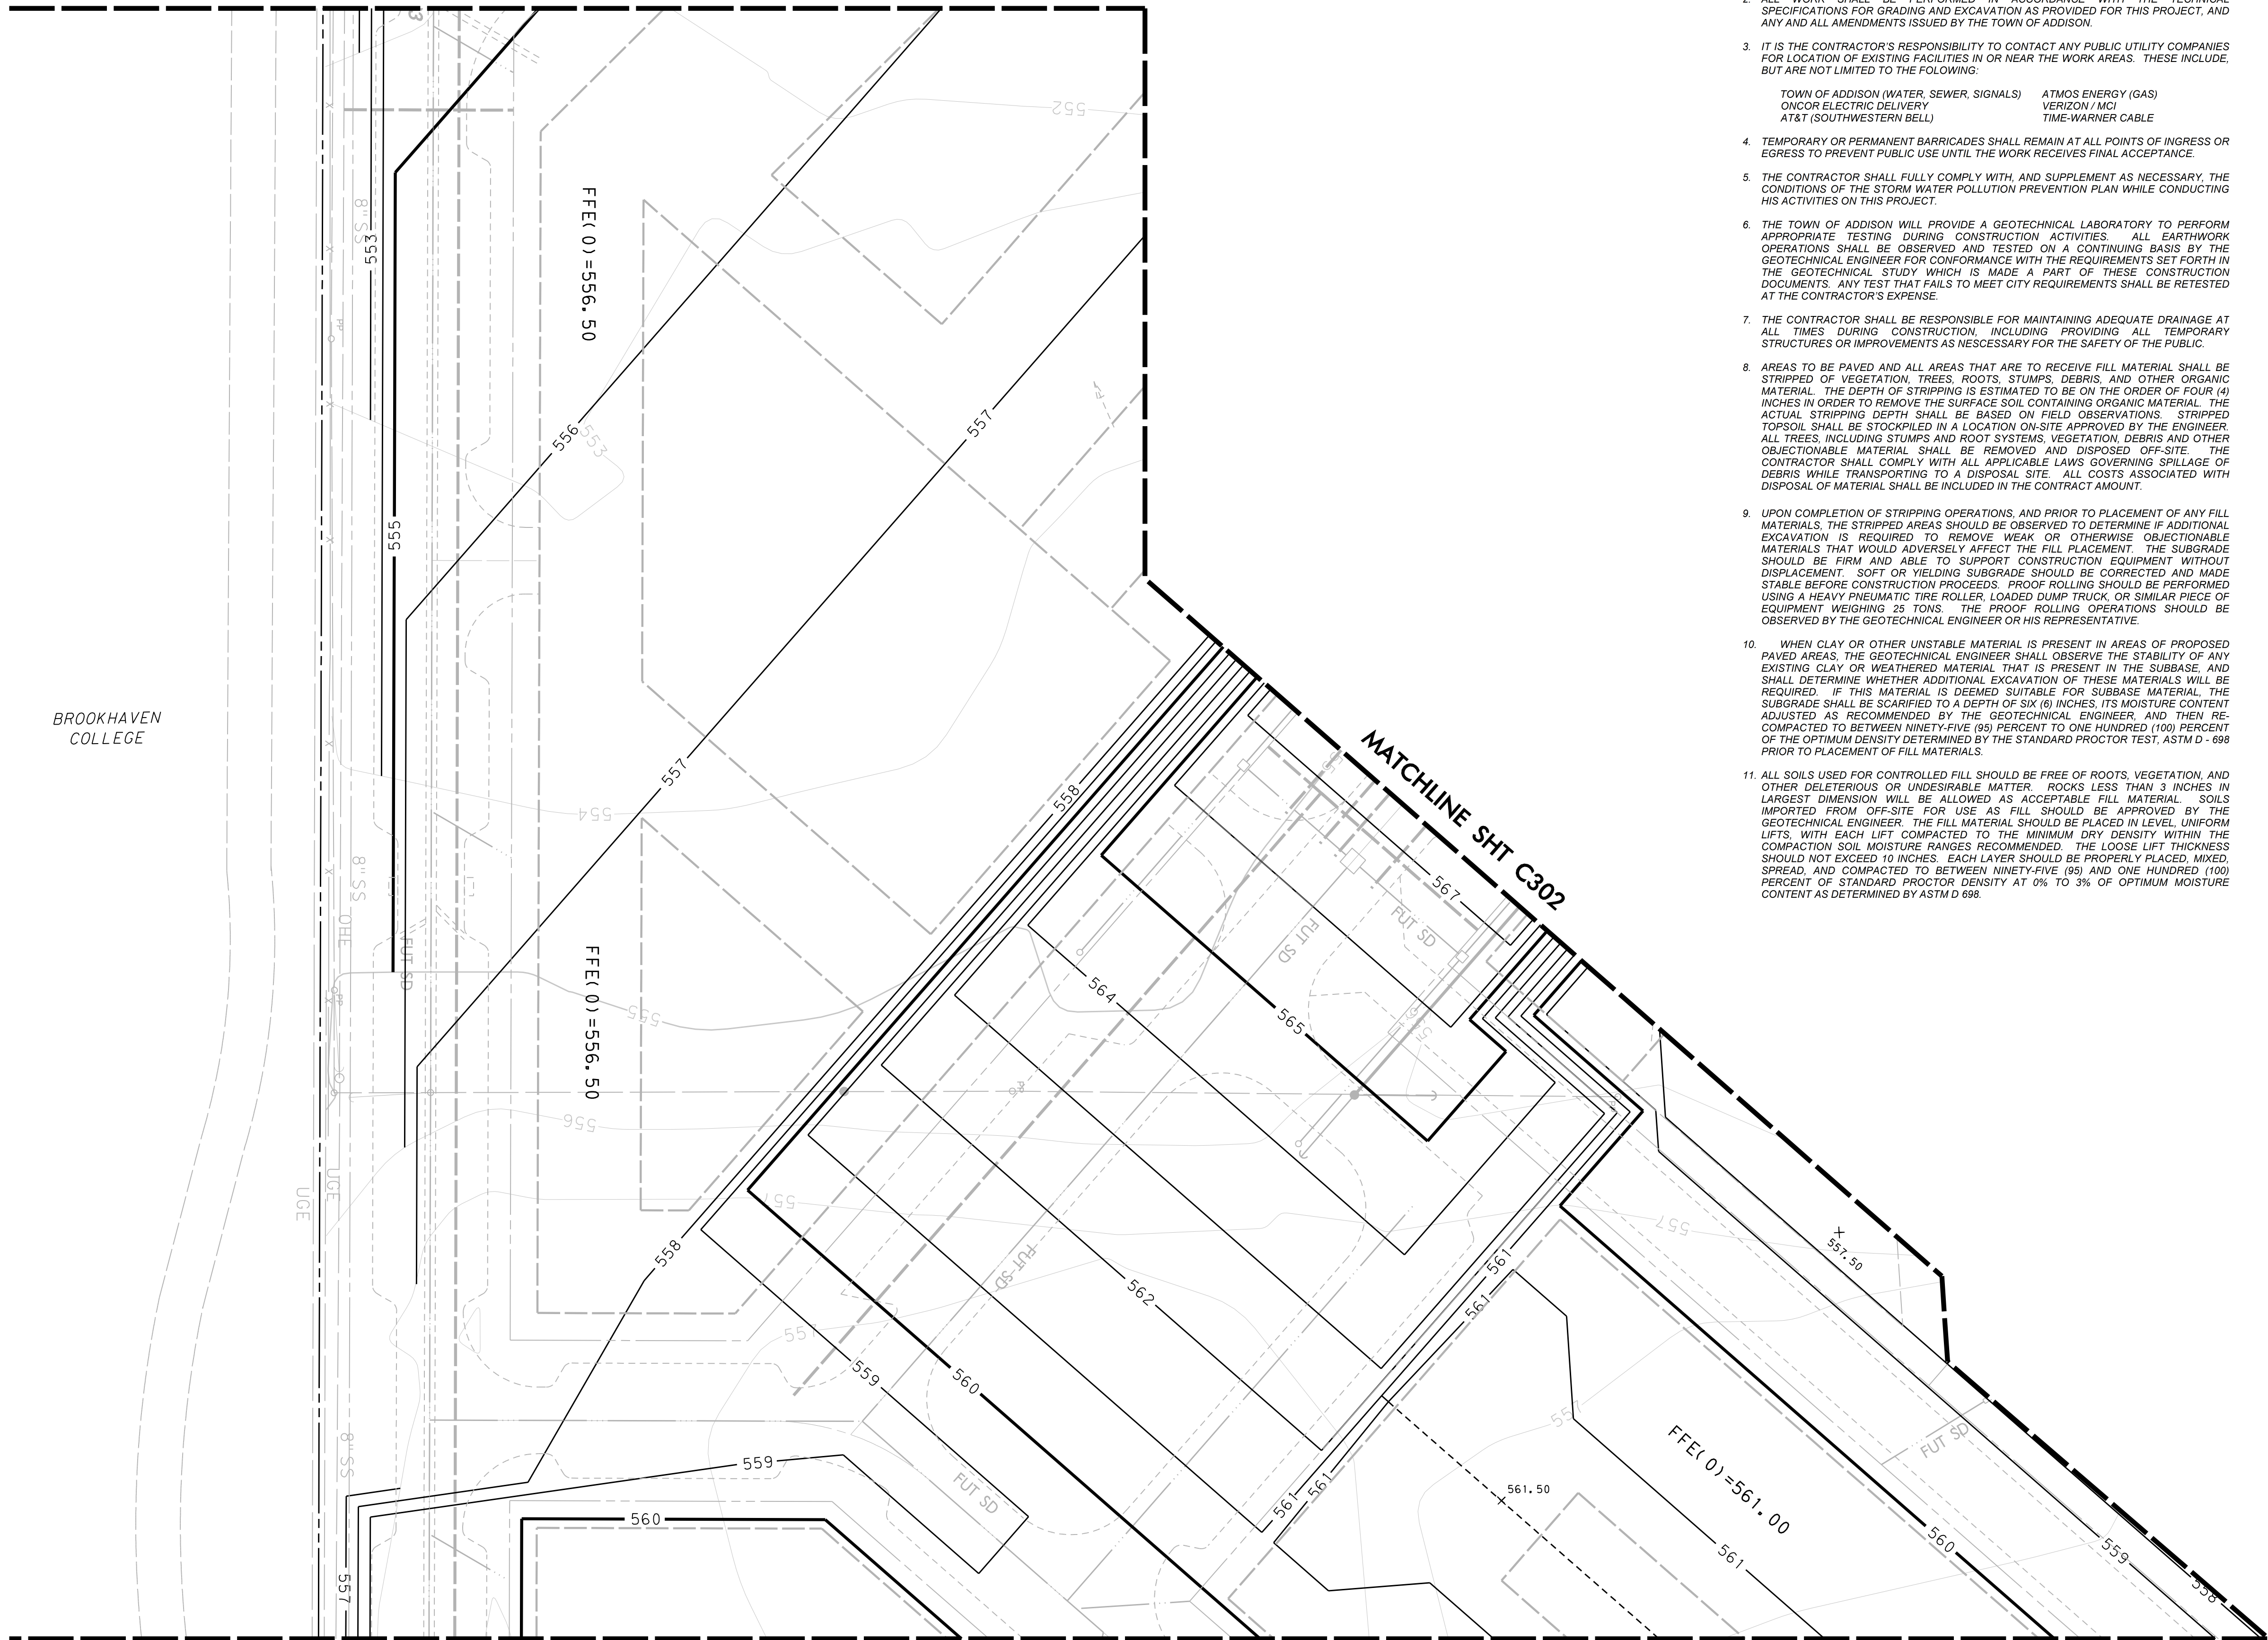 2. ALL WORK SHALL BE PERFORMED IN ACCORDANCE WITH THE TECHNICAL
SPECIFICATIONS FOR GRADING AND EXCAVATION AS PROVIDED FOR THIS PROJECT, AND
ANY AND ALL AMENDMENTS ISSUED BY THE TOWN OF ADDISON.
3. IT IS THE CONTRACTOR'S RESPONSIBILITY TO CONTACT ANY PUBLIC UTILITY COMPANIES
FOR LOCATION OF EXISTING FACILITIES IN OR NEAR THE WORK AREAS. THESE INCLUDE,
BUT ARE NOT LIMITED TO THE FOLOWING:
TOWN OF ADDISON (WATER, SEWER, SIGNALS) ATMOS ENERGY (GAS)
ONCOR ELECTRIC DELIVERY VERIZON / MCI
AT&T (SOUTHWESTERN BELL) TIME-WARNER CABLE
4. TEMPORARY OR PERMANENT BARRICADES SHALL REMAIN AT ALL POINTS OF INGRESS OR
EGRESS TO PREVENT PUBLIC USE UNTIL THE WORK RECEIVES FINAL ACCEPTANCE.
5. THE CONTRACTOR SHALL FULLY COMPLY WITH, AND SUPPLEMENT AS NECESSARY, THE
CONDITIONS OF THE STORM WATER POLLUTION PREVENTION PLAN WHILE CONDUCTING
HIS ACTIVITIES ON THIS PROJECT.
6. THE TOWN OF ADDISON WILL PROVIDE A GEOTECHNICAL LABORATORY TO PERFORM
APPROPRIATE TESTING DURING CONSTRUCTION ACTIVITIES. ALL EARTHWORK
OPERATIONS SHALL BE OBSERVED AND TESTED ON A CONTINUING BASIS BY THE
GEOTECHNICAL ENGINEER FOR CONFORMANCE WITH THE REQUIREMENTS SET FORTH IN
THE GEOTECHNICAL STUDY WHICH IS MADE A PART OF THESE CONSTRUCTION
DOCUMENTS. ANY TEST THAT FAILS TO MEET CITY REQUIREMENTS SHALL BE RETESTED
AT THE CONTRACTOR'S EXPENSE.
7. THE CONTRACTOR SHALL BE RESPONSIBLE FOR MAINTAINING ADEQUATE DRAINAGE AT
ALL TIMES DURING CONSTRUCTION, INCLUDING PROVIDING ALL TEMPORARY
STRUCTURES OR IMPROVEMENTS AS NESCESSARY FOR THE SAFETY OF THE PUBLIC.
8. AREAS TO BE PAVED AND ALL AREAS THAT ARE TO RECEIVE FILL MATERIAL SHALL BE
STRIPPED OF VEGETATION, TREES, ROOTS, STUMPS, DEBRIS, AND OTHER ORGANIC
MATERIAL. THE DEPTH OF STRIPPING IS ESTIMATED TO BE ON THE ORDER OF FOUR (4)
INCHES IN ORDER TO REMOVE THE SURFACE SOIL CONTAINING ORGANIC MATERIAL. THE
ACTUAL STRIPPING DEPTH SHALL BE BASED ON FIELD OBSERVATIONS. STRIPPED
TOPSOIL SHALL BE STOCKPILED IN A LOCATION ON-SITE APPROVED BY THE ENGINEER.
ALL TREES, INCLUDING STUMPS AND ROOT SYSTEMS, VEGETATION, DEBRIS AND OTHER
OBJECTIONABLE MATERIAL SHALL BE REMOVED AND DISPOSED OFF-SITE. THE
CONTRACTOR SHALL COMPLY WITH ALL APPLICABLE LAWS GOVERNING SPILLAGE OF
DEBRIS WHILE TRANSPORTING TO A DISPOSAL SITE. ALL COSTS ASSOCIATED WITH
DISPOSAL OF MATERIAL SHALL BE INCLUDED IN THE CONTRACT AMOUNT.
9. UPON COMPLETION OF STRIPPING OPERATIONS, AND PRIOR TO PLACEMENT OF ANY FILL
MATERIALS, THE STRIPPED AREAS SHOULD BE OBSERVED TO DETERMINE IF ADDITIONAL
EXCAVATION IS REQUIRED TO REMOVE WEAK OR OTHERWISE OBJECTIONABLE
MATERIALS THAT WOULD ADVERSELY AFFECT THE FILL PLACEMENT. THE SUBGRADE
SHOULD BE FIRM AND ABLE TO SUPPORT CONSTRUCTION EQUIPMENT WITHOUT
DISPLACEMENT. SOFT OR YIELDING SUBGRADE SHOULD BE CORRECTED AND MADE
STABLE BEFORE CONSTRUCTION PROCEEDS. PROOF ROLLING SHOULD BE PERFORMED
USING A HEAVY PNEUMATIC TIRE ROLLER, LOADED DUMP TRUCK, OR SIMILAR PIECE OF
EQUIPMENT WEIGHING 25 TONS. THE PROOF ROLLING OPERATIONS SHOULD BE
OBSERVED BY THE GEOTECHNICAL ENGINEER OR HIS REPRESENTATIVE.
10. WHEN CLAY OR OTHER UNSTABLE MATERIAL IS PRESENT IN AREAS OF PROPOSED
PAVED AREAS, THE GEOTECHNICAL ENGINEER SHALL OBSERVE THE STABILITY OF ANY
EXISTING CLAY OR WEATHERED MATERIAL THAT IS PRESENT IN THE SUBBASE, AND
SHALL DETERMINE WHETHER ADDITIONAL EXCAVATION OF THESE MATERIALS WILL BE
REQUIRED. IF THIS MATERIAL IS DEEMED SUITABLE FOR SUBBASE MATERIAL, THE
SUBGRADE SHALL BE SCARIFIED TO A DEPTH OF SIX (6) INCHES, ITS MOISTURE CONTENT
ADJUSTED AS RECOMMENDED BY THE GEOTECHNICAL ENGINEER, AND THEN RE-
COMPACTED TO BETWEEN NINETY-FIVE (95) PERCENT TO ONE HUNDRED (100) PERCENT
OF THE OPTIMUM DENSITY DETERMINED BY THE STANDARD PROCTOR TEST, ASTM D - 698
PRIOR TO PLACEMENT OF FILL MATERIALS.
11. ALL SOILS USED FOR CONTROLLED FILL SHOULD BE FREE OF ROOTS, VEGETATION, AND
OTHER DELETERIOUS OR UNDESIRABLE MATTER. ROCKS LESS THAN 3 INCHES IN
LARGEST DIMENSION WILL BE ALLOWED AS ACCEPTABLE FILL MATERIAL. SOILS
IMPORTED FROM OFF-SITE FOR USE AS FILL SHOULD BE APPROVED BY THE
GEOTECHNICAL ENGINEER. THE FILL MATERIAL SHOULD BE PLACED IN LEVEL, UNIFORM
LIFTS, WITH EACH LIFT COMPACTED TO THE MINIMUM DRY DENSITY WITHIN THE
COMPACTION SOIL MOISTURE RANGES RECOMMENDED. THE LOOSE LIFT THICKNESS
SHOULD NOT EXCEED 10 INCHES. EACH LAYER SHOULD BE PROPERLY PLACED, MIXED,
SPREAD, AND COMPACTED TO BETWEEN NINETY-FIVE (95) AND ONE HUNDRED (100)
PERCENT OF STANDARD PROCTOR DENSITY AT 0% TO 3% OF OPTIMUM MOISTURE
CONTENT AS DETERMINED BY ASTM D 698.
552
8" SS
553
FFE(0)=556.50
PP
556
553
557
555
BROOKHAVEN
COLLEGE
MATCHLINE SHT C302
557
558
554
8" SS
OHE
FUT SD
567
FUT SD
FUT SD
564
565
555
PP
FFE(0)=556.50
PP
556
UGE
UGE
557
557
557.50
558
FUT SD
561
561
562
557
559
560
557
FUT SD
FFE(0)=561.00
8" SS
559
FUT SD
561
561
561.50
560
557
561
560
559
558